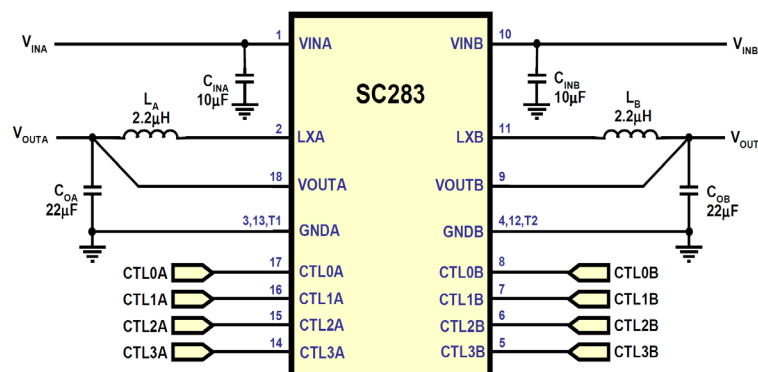 VINA
1
VINA
VINB
10
VINB
CINA
10µF
SC283
CINB
10µF
LA
2.2µH
LB
2.2µH
VOUTA
2
LXA
LXB
11
VOUT
18
VOUTA
VOUTB
9
COA
22µF
COB
22µF
3,13,T1
GNDA
GNDB
4,12,T2
CTL0A
17
CTL0A
CTL0B
8
CTL0B
CTL1A
16
CTL1A
CTL1B
7
CTL1B
CTL2A
15
CTL2A
CTL2B
6
CTL2B
CTL3A
14
CTL3A
CTL3B
5
CTL3B